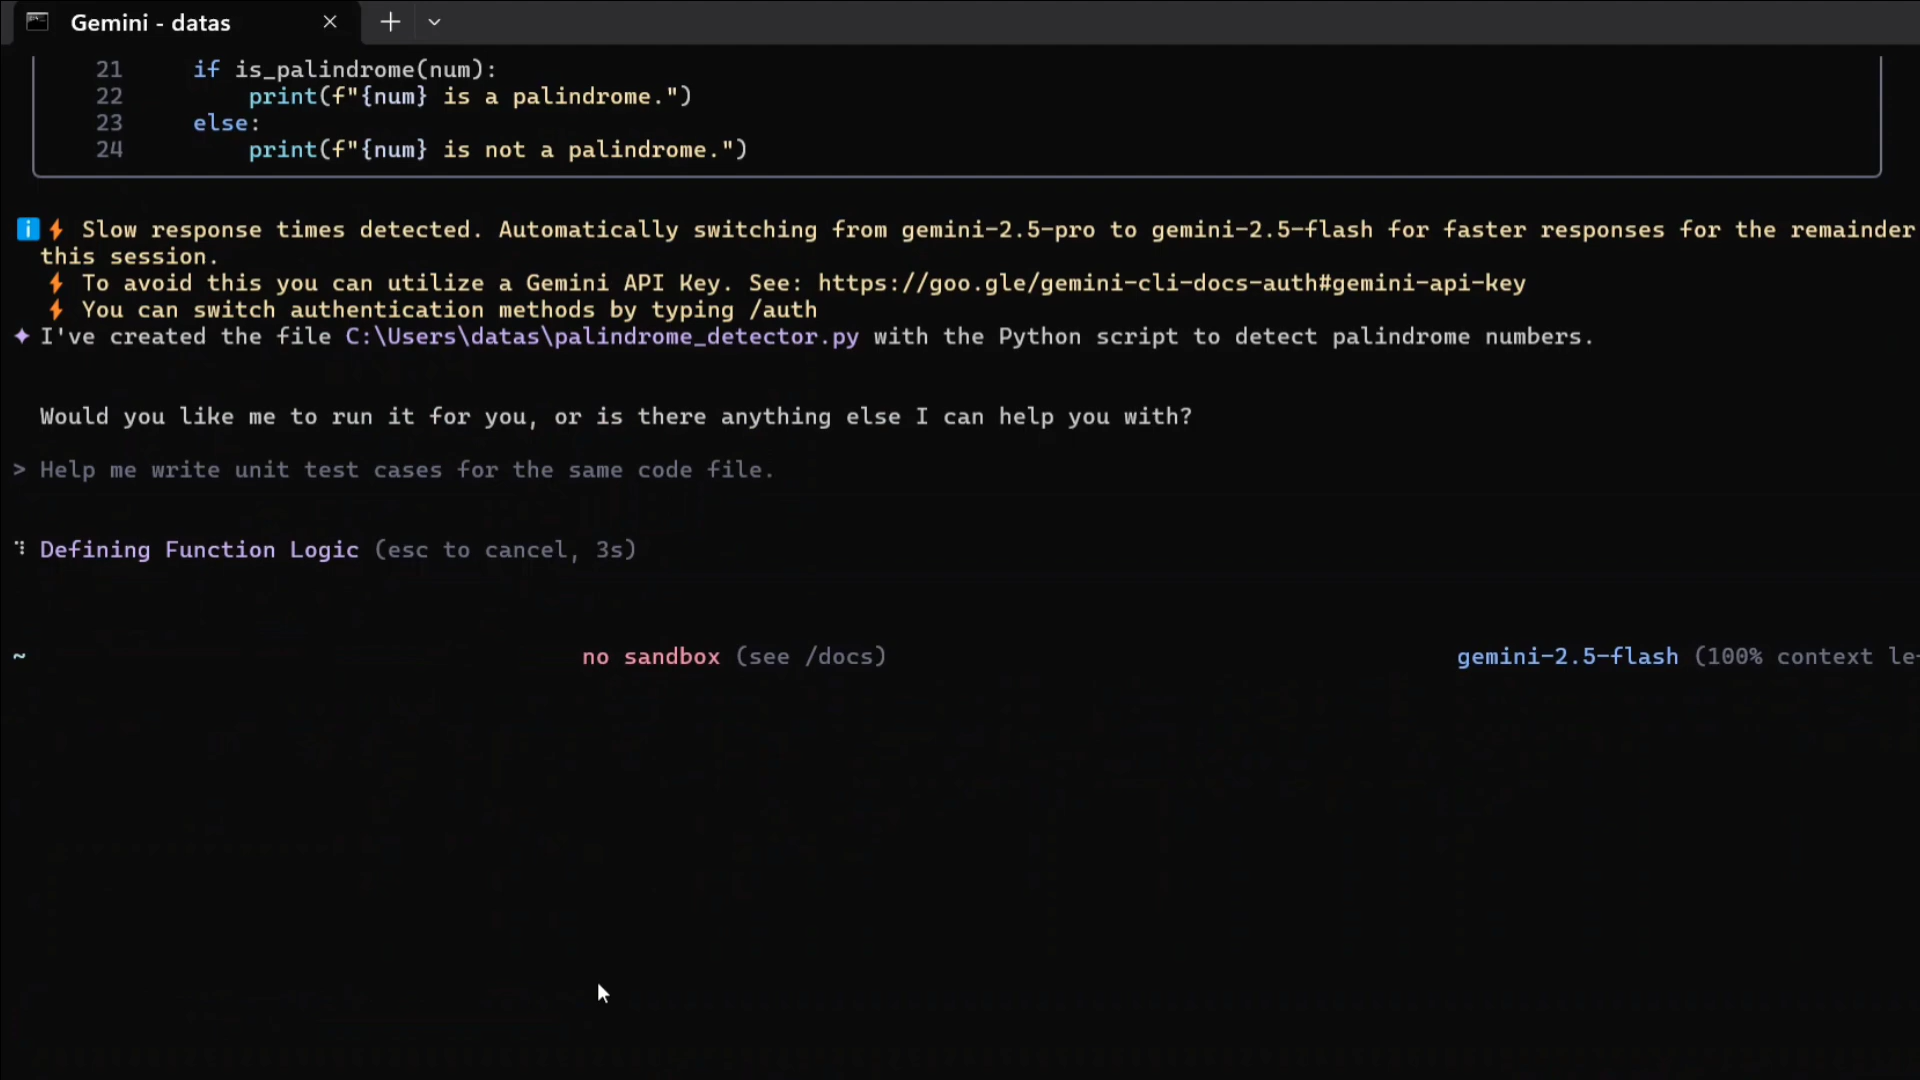 Gemini - datas
21 if is_palindrome(num):
22 print(f"{num} is a palindrome.")
23 else:
24 print(f"{num} is not a palindrome.")
Slow response times detected. Automatically switching from gemini-2.5-pro to gemini-2.5-flash for faster responses for the remainder
this session.
To avoid this you can utilize a Gemini API Key. See: https://goo.gle/gemini-cli-docs-auth#gemini-api-key
You can switch authentication methods by typing /auth
I've created the file C:\Users\datas\palindrome_detector.py with the Python script to detect palindrome numbers.
Would you like me to run it for you, or is there anything else I can help you with?
> Help me write unit test cases for the same code file.
Defining Function Logic (esc to cancel, 3s)
~ no sandbox (see /docs) gemini-2.5-flash (100% context le